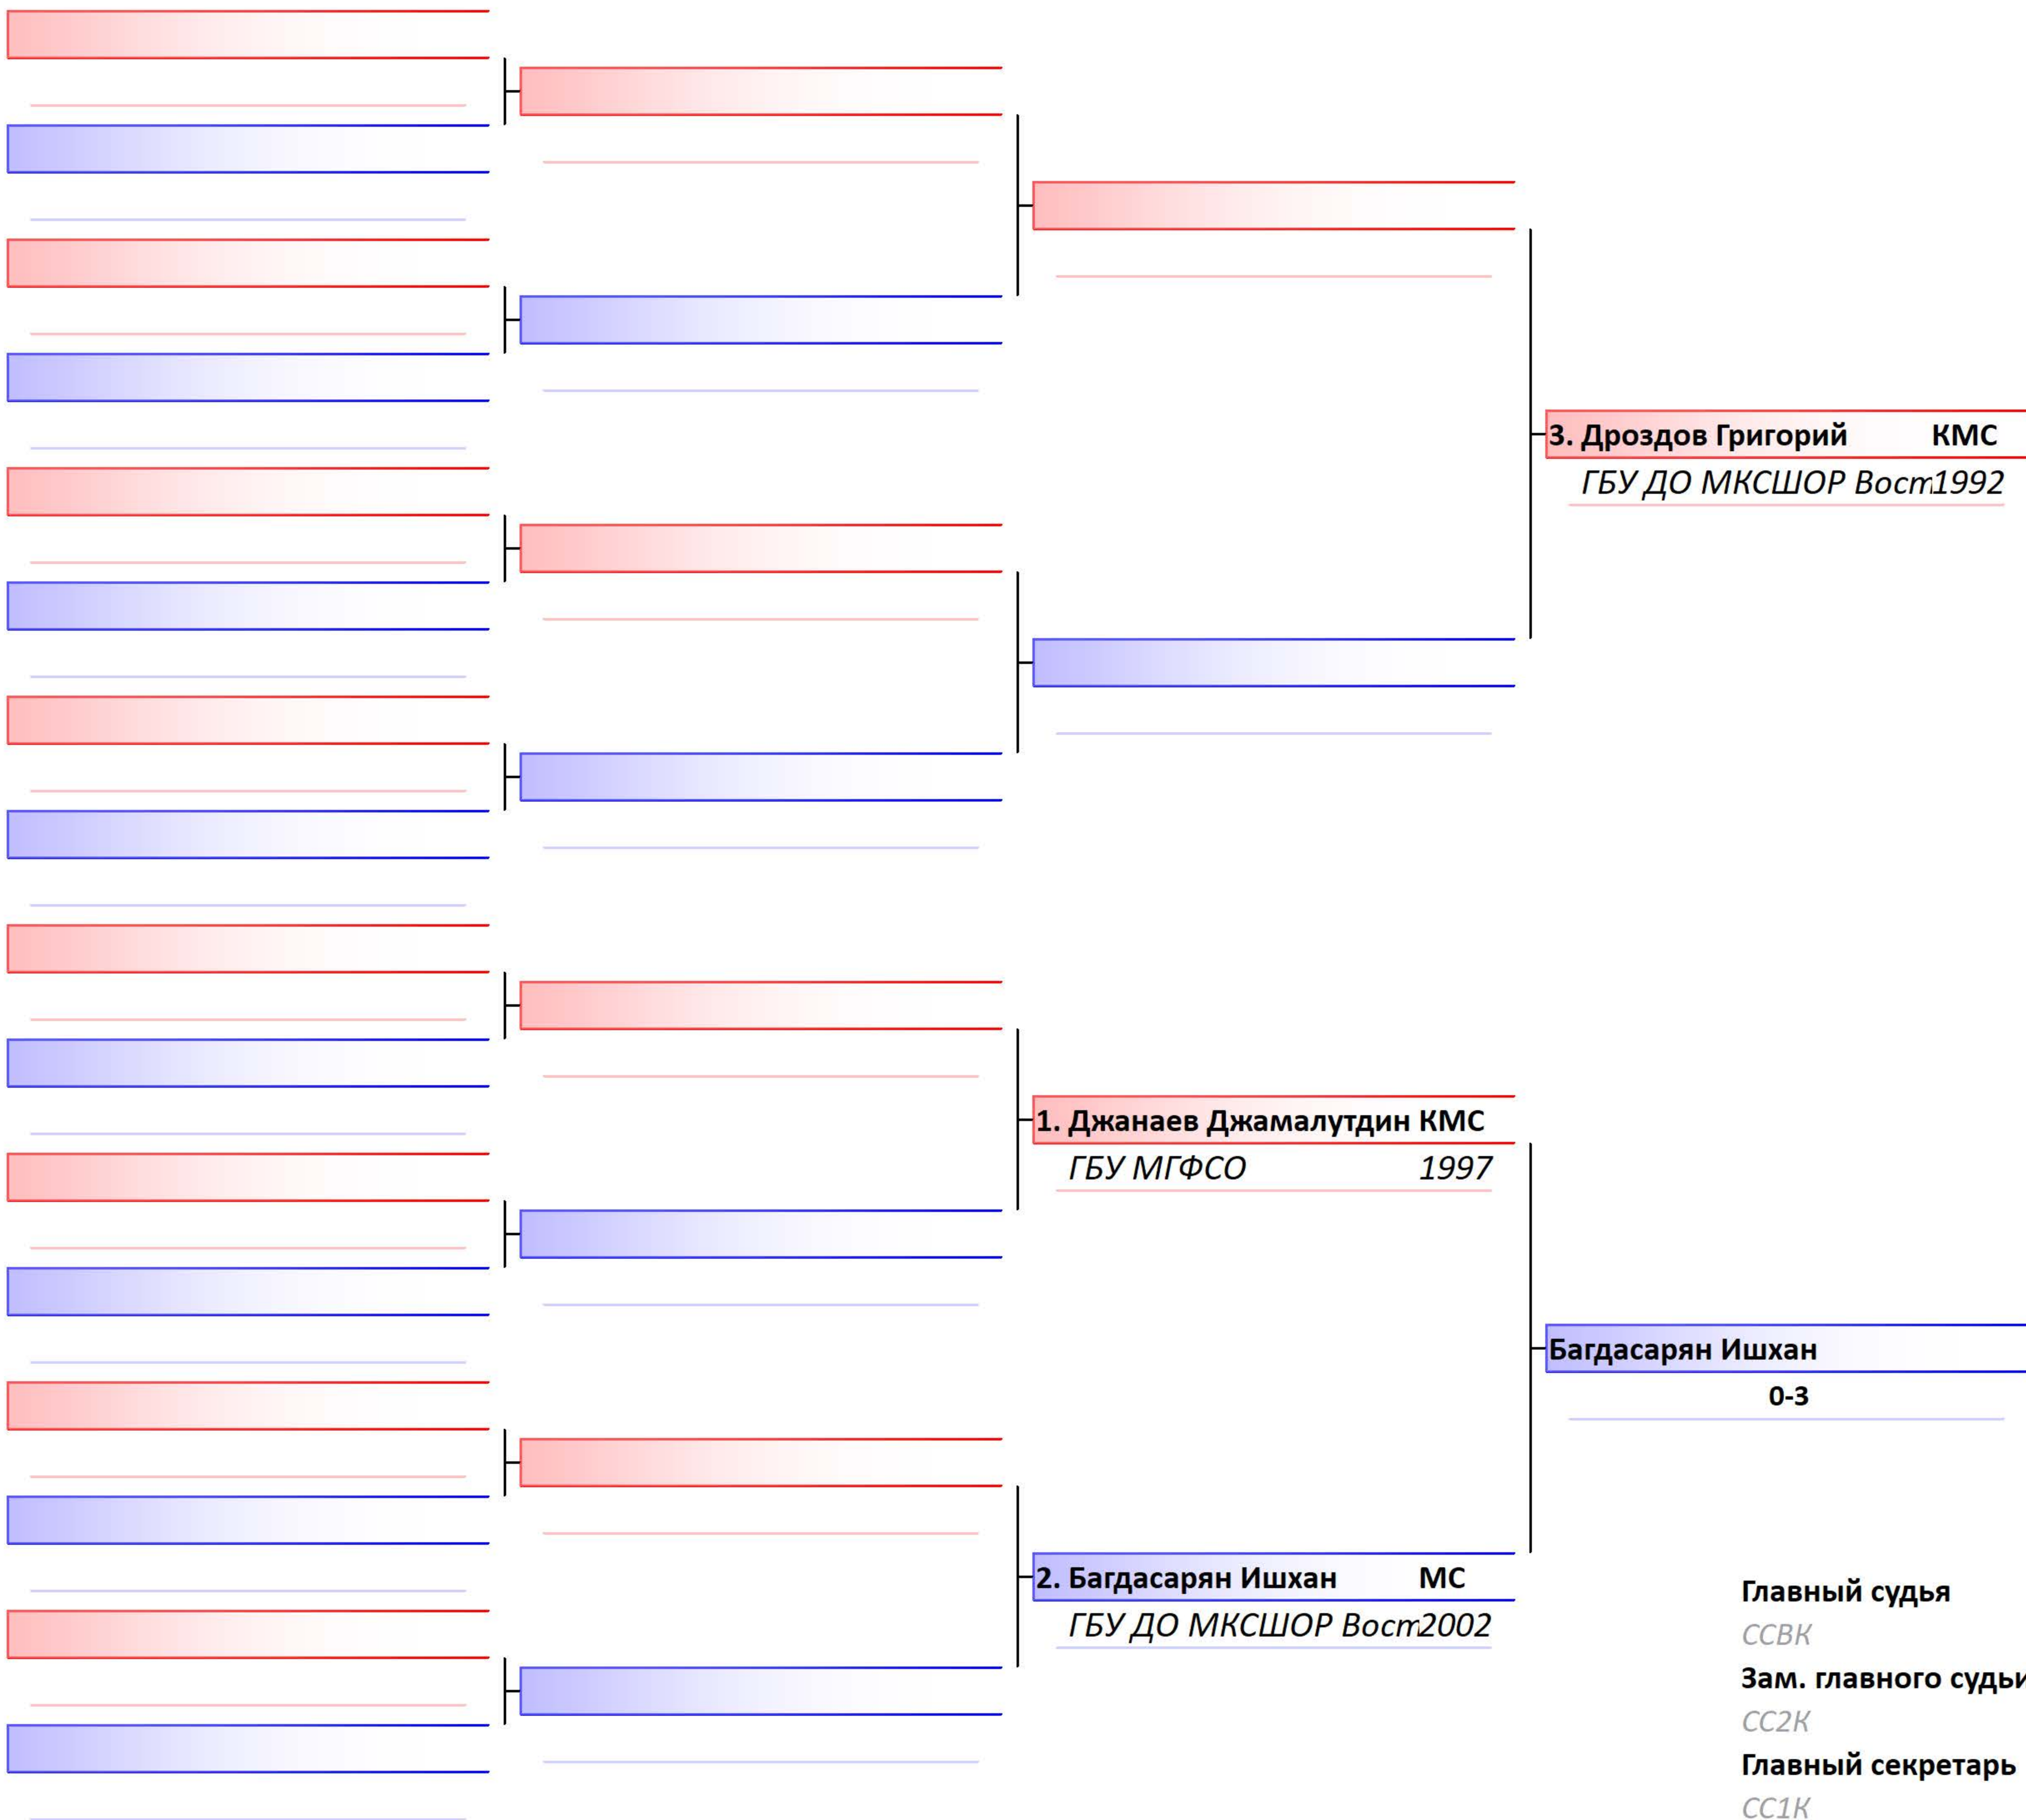 3. Дроздов Григорий КМС
ГБУ ДО МКСШОР Вост1992
1. Джанаев Джамалутдин КМС
ГБУ МГФСО 1997
Багдасарян Ишхан
0-3
2. Багдасарян Ишхан МС
ГБУ ДО МКСШОР Вост2002
Главный судья
ССВК
Зам. главного судьи
СС2К
Главный секретарь
СС1К